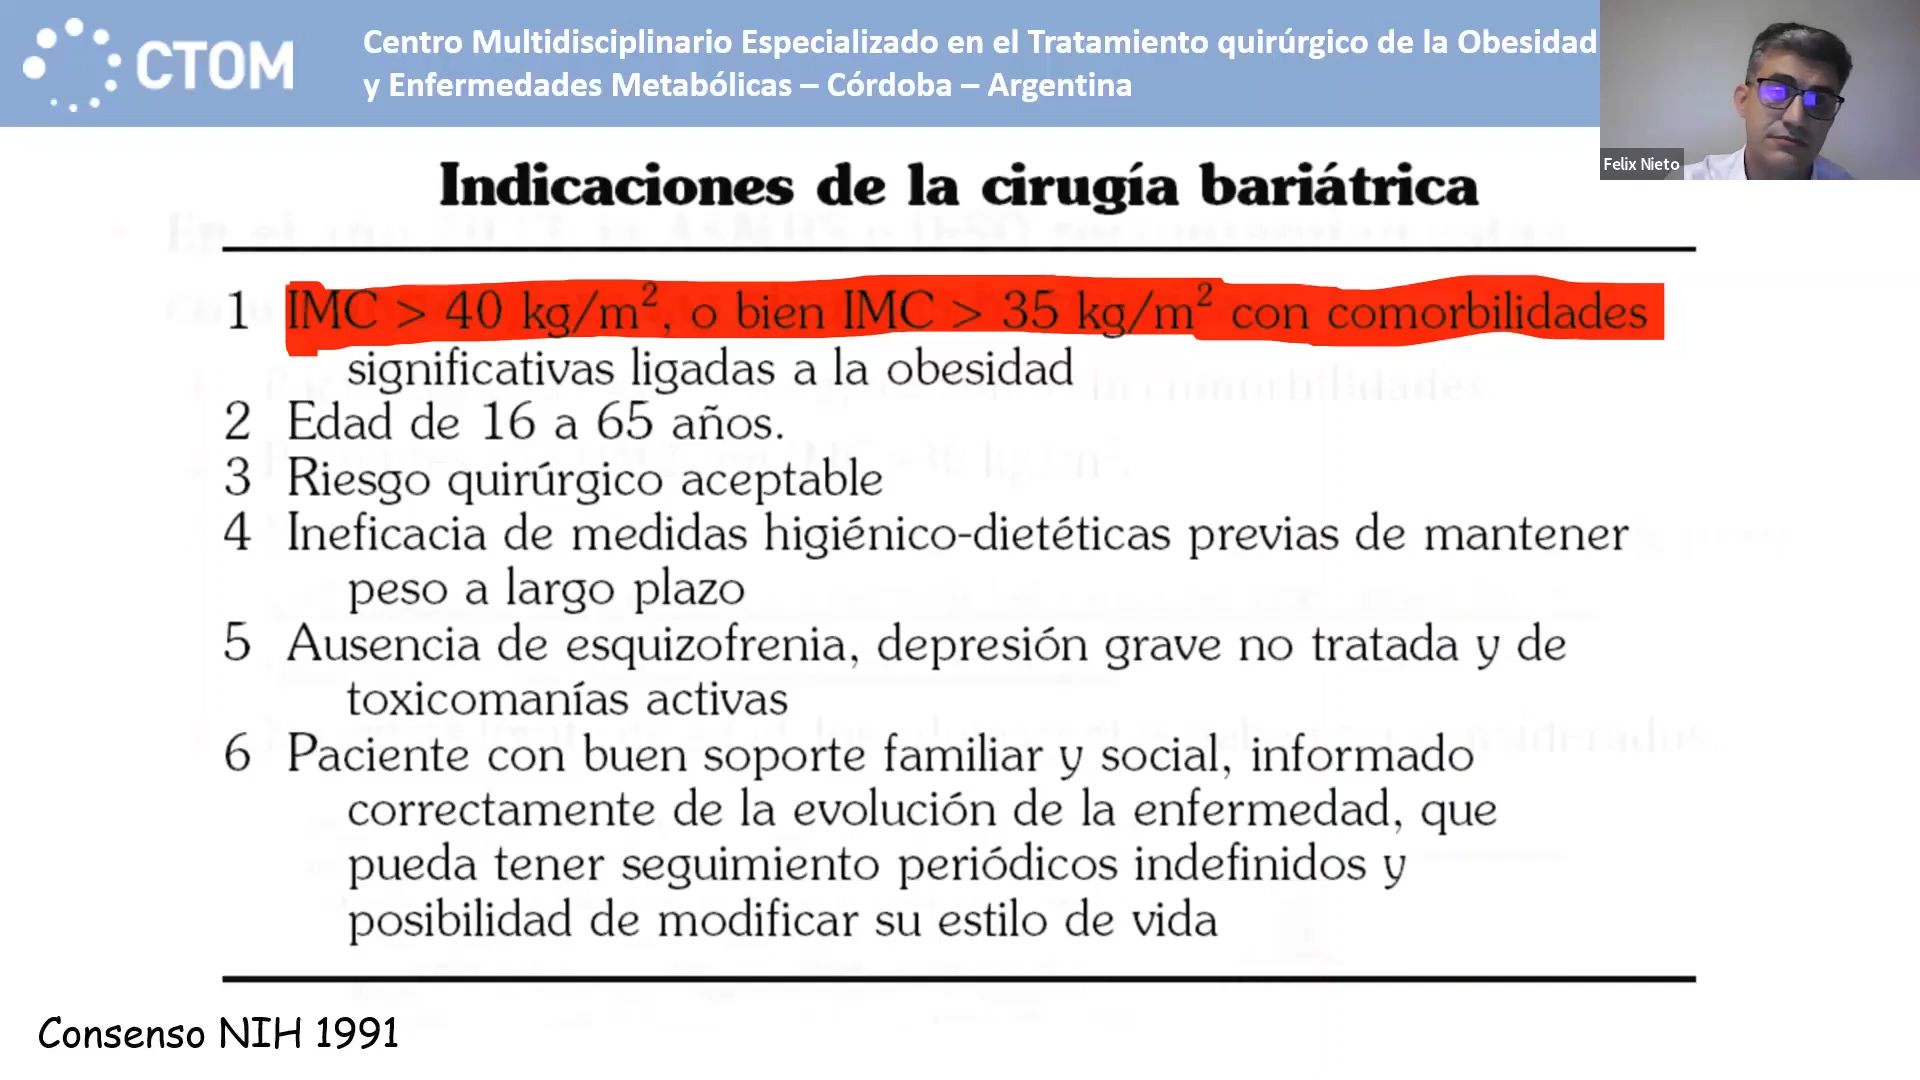 CTOM
Centro Multidisciplinario Especializado en el Tratamiento quirúrgico de la Obesidad
y Enfermedades Metabólicas – Córdoba – Argentina
Felix Nieto
Indicaciones de la cirugía bariátrica
1 IMC > 40 kg/m², o bien IMC > 35 kg/m² con comorbilidades
significativas ligadas a la obesidad
2 Edad de 16 a 65 años.
3 Riesgo quirúrgico aceptable
4 Ineficacia de medidas higiénico-dietéticas previas de mantener
peso a largo plazo
5 Ausencia de esquizofrenia, depresión grave no tratada y de
toxicomanías activas
6 Paciente con buen soporte familiar y social, informado
correctamente de la evolución de la enfermedad, que
pueda tener seguimiento periódicos indefinidos y
posibilidad de modificar su estilo de vida
Consenso NIH 1991